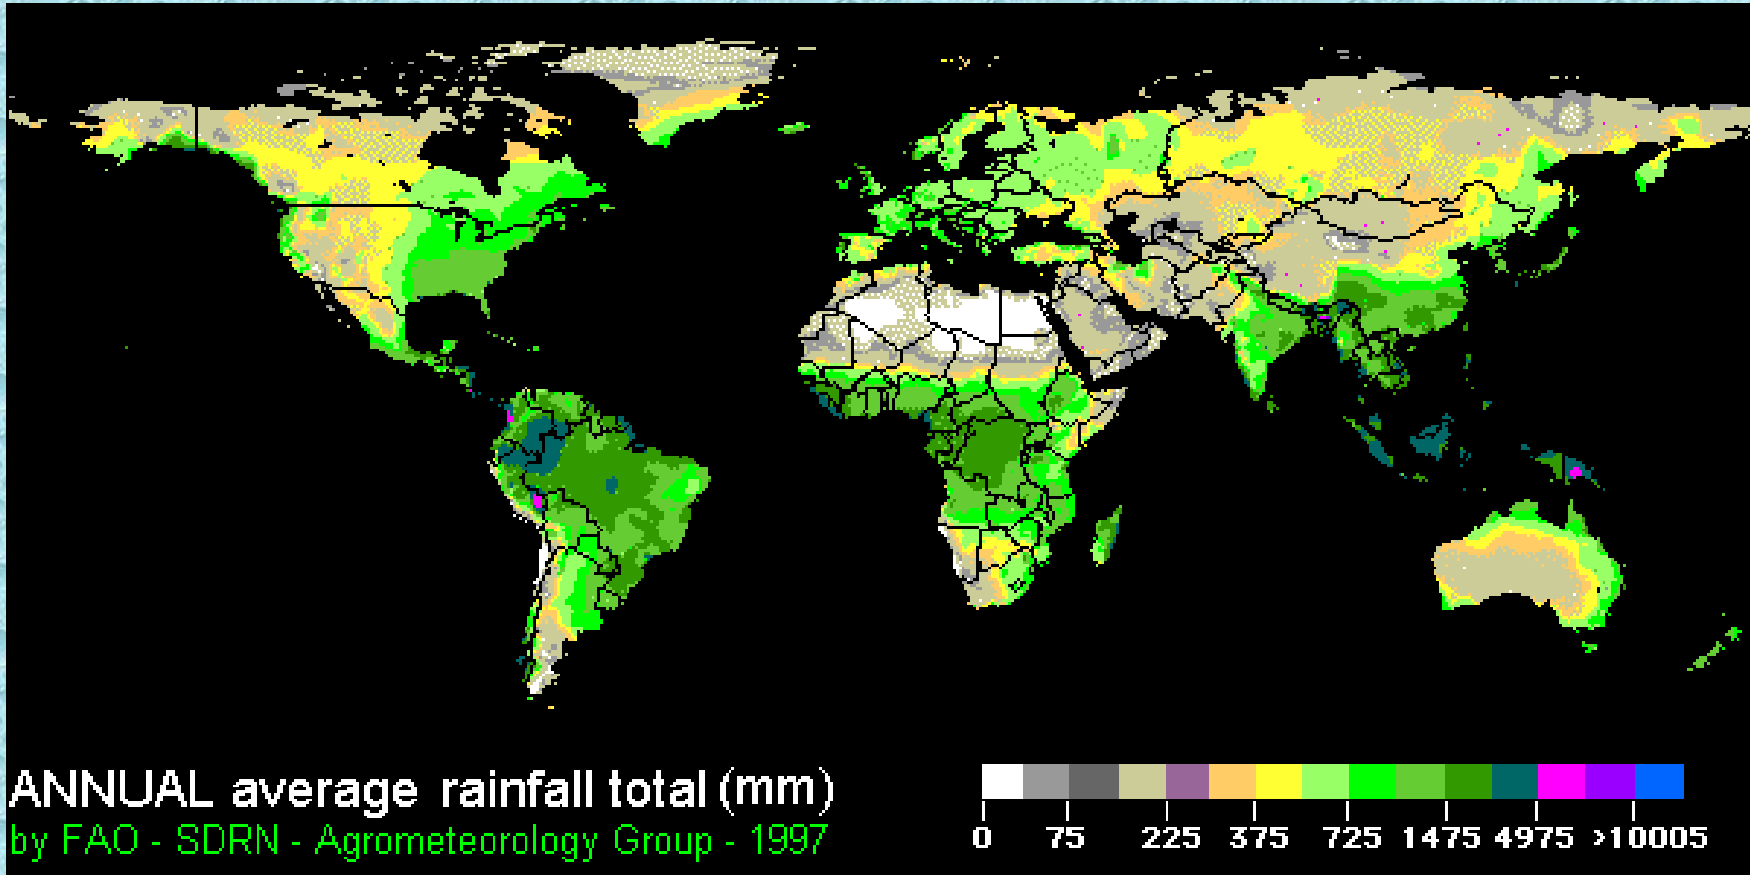 ANNUAL average rainfall total (mm)
by FAO - SDRN - Agrometeorology Group - 1997
0 75 225 375 725 1475 4975 >10005